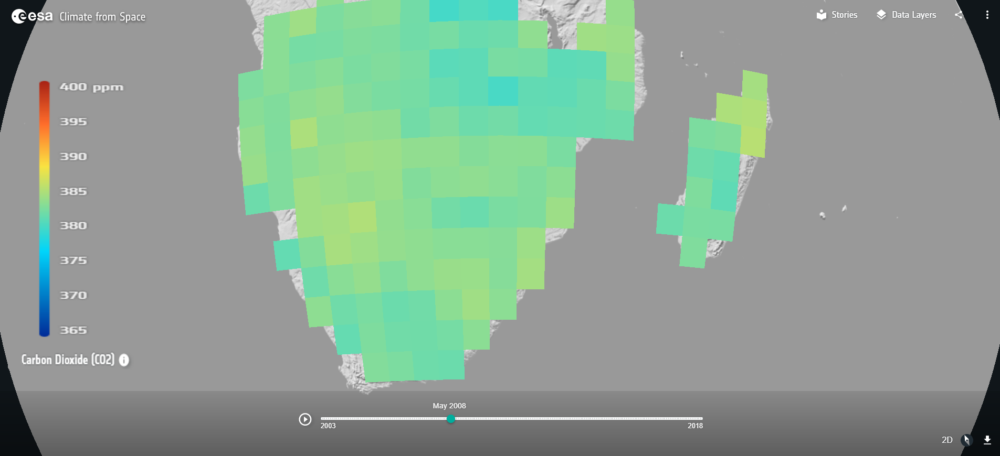 esa Climate from Space
Stories
Data Layers
400 ppm
395
390
385
380
375
370
365
Carbon Dioxide (CO2) i
May 2008
2003
2018
2D